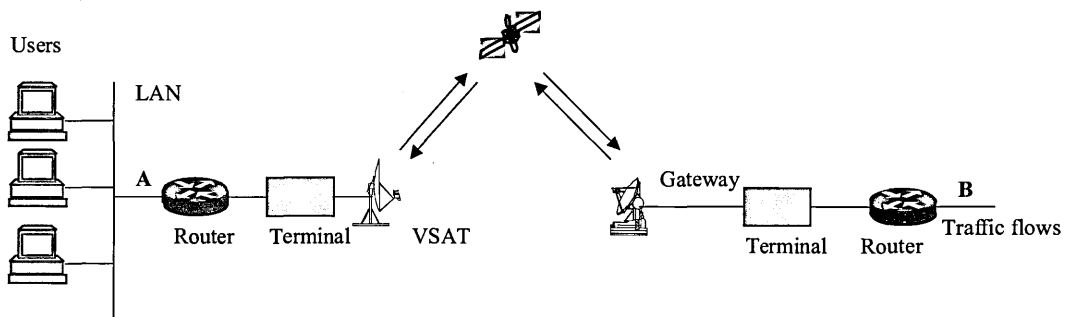 Users
LAN
A
Router
Terminal
VSAT
Gateway
Terminal
Router
B
Traffic flows